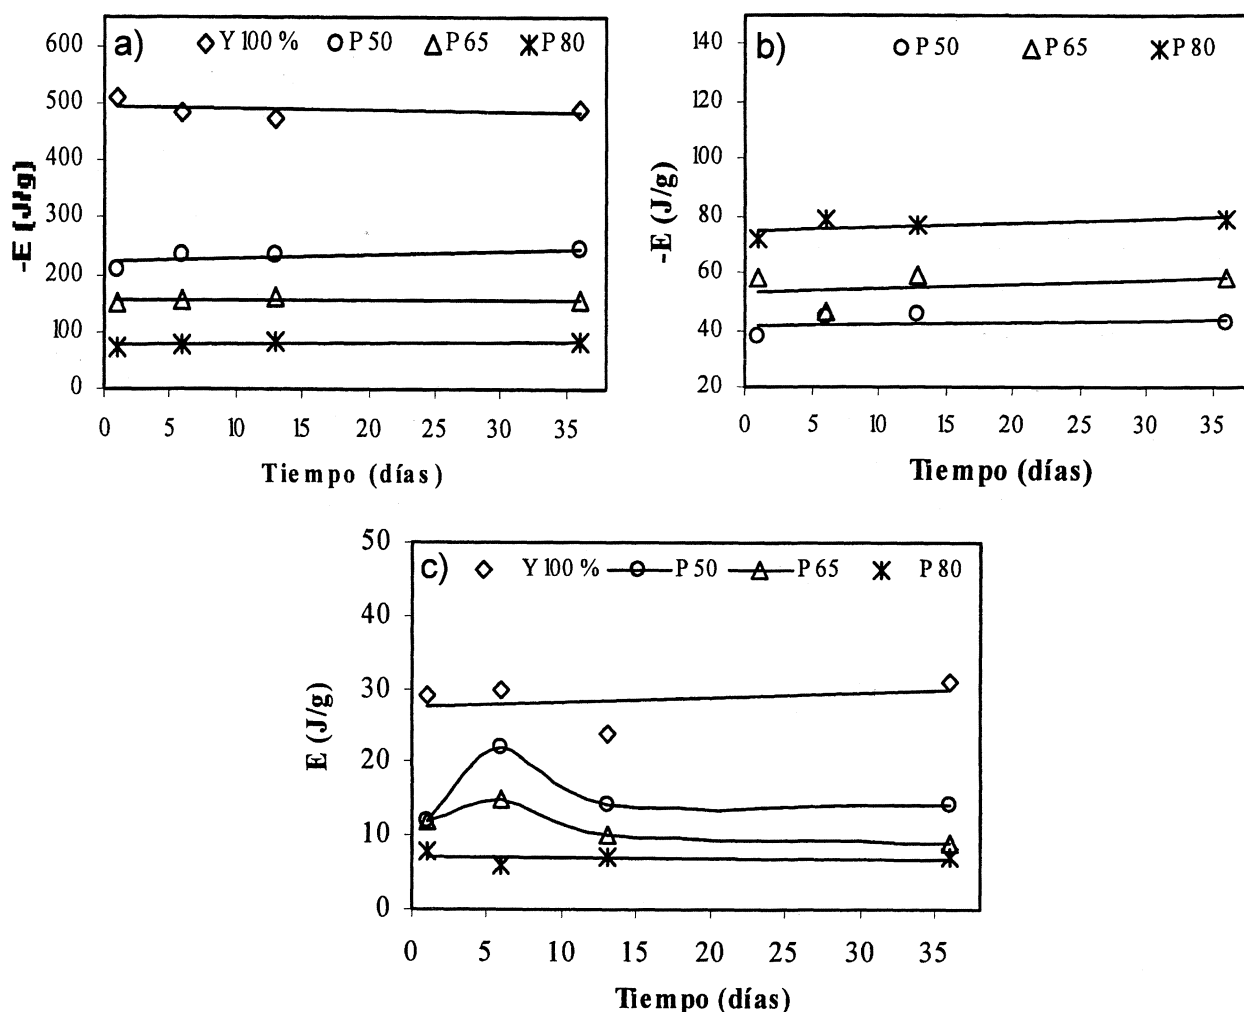 a) Y 100 % P 50 P 65 P 80
600
500
400
300
200
100
0
-E (J/g)
0 5 10 15 20 25 30 35
Tiempo (días)
b) P 50 P 65 P 80
140
120
100
80
60
40
20
-E (J/g)
0 5 10 15 20 25 30 35
Tiempo (días)
c) Y 100 % P 50 P 65 P 80
50
40
30
20
10
0
E (J/g)
0 5 10 15 20 25 30 35
Tiempo (días)